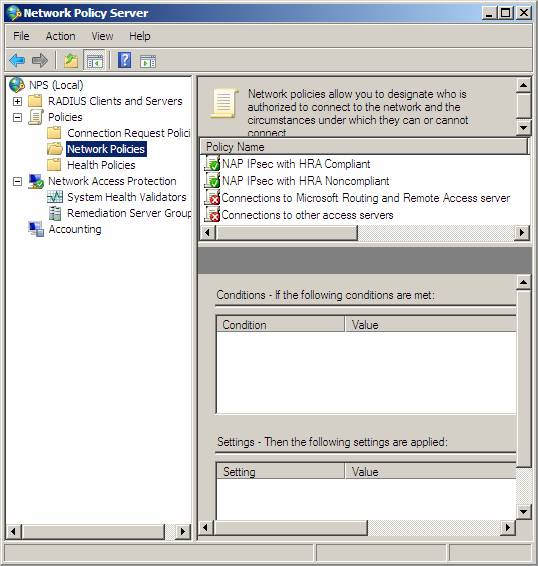 Network Policy Server
File Action View Help
NPS (Local)
RADIUS Clients and Servers
Policies
Connection Request Polici
Network Policies
Health Policies
Network Access Protection
System Health Validators
Remediation Server Group
Accounting
Network policies allow you to designate who is
authorized to connect to the network and the
circumstances under which they can or cannot
connect.
Policy Name
NAP IPsec with HRA Compliant
NAP IPsec with HRA Noncompliant
Connections to Microsoft Routing and Remote Access server
Connections to other access servers
Conditions - If the following conditions are met:
Condition Value
Settings - Then the following settings are applied:
Setting Value